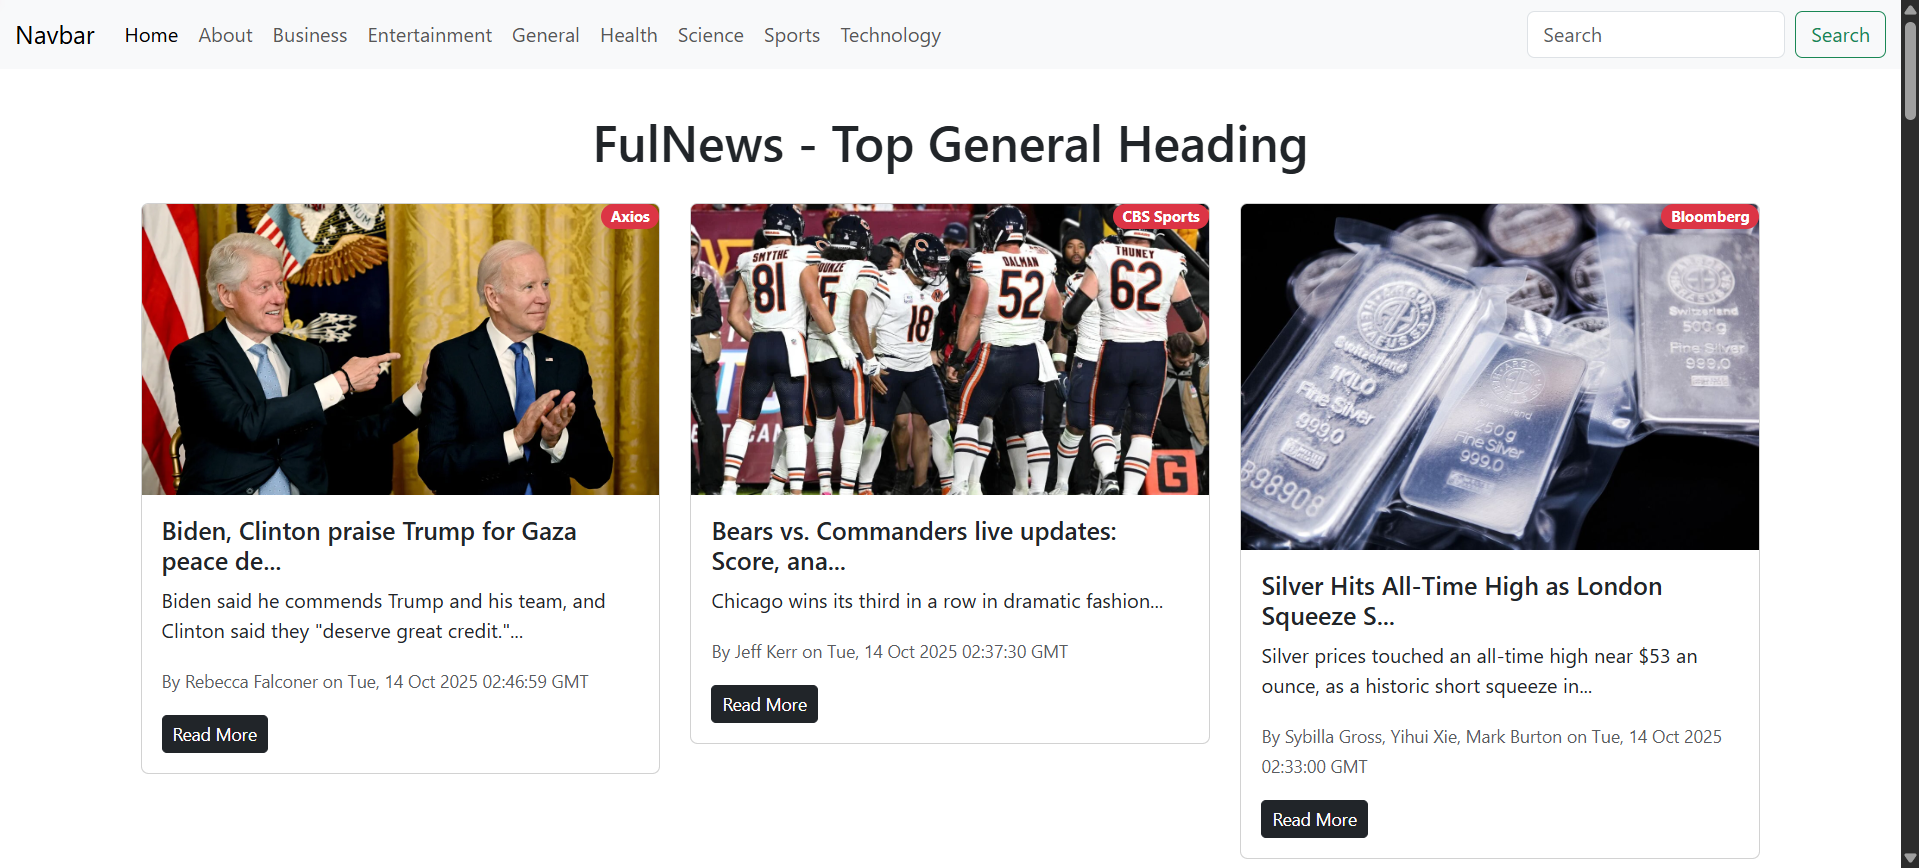 Navbar Home About Business Entertainment General Health Science Sports Technology Search Search
FulNews - Top General Heading
Axios
Biden, Clinton praise Trump for Gaza
peace de...
Biden said he commends Trump and his team, and
Clinton said they "deserve great credit."...
By Rebecca Falconer on Tue, 14 Oct 2025 02:46:59 GMT
Read More
CBS Sports
SMYTHE
81
5
18
DALMAN
52
THUNEY
62
G
Bears vs. Commanders live updates:
Score, ana...
Chicago wins its third in a row in dramatic fashion...
By Jeff Kerr on Tue, 14 Oct 2025 02:37:30 GMT
Read More
Bloomberg
Switzerland
1KILO
Fine Silver
999.0
898908
250 g
Fine Silver
999.0
Switzerland
500 g
Fine Silver
999.0
Silver Hits All-Time High as London
Squeeze S...
Silver prices touched an all-time high near $53 an
ounce, as a historic short squeeze in...
By Sybilla Gross, Yihui Xie, Mark Burton on Tue, 14 Oct 2025
02:33:00 GMT
Read More